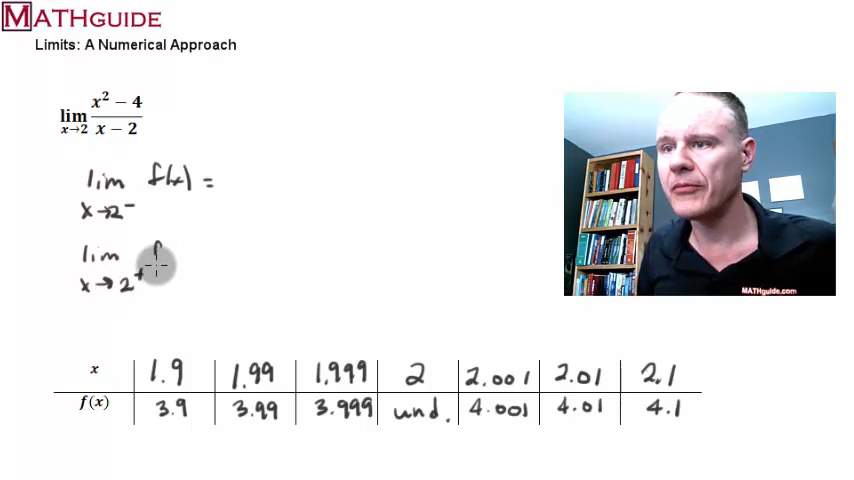 MATHGUIDE
Limits: A Numerical Approach
lim x→2 (x² − 4)/(x − 2)
lim x→2⁻ f(x) =
lim x→2⁺ f
MATHguide.com
x 1.9 1.99 1.999 2 2.001 2.01 2.1
f(x) 3.9 3.99 3.999 und. 4.001 4.01 4.1